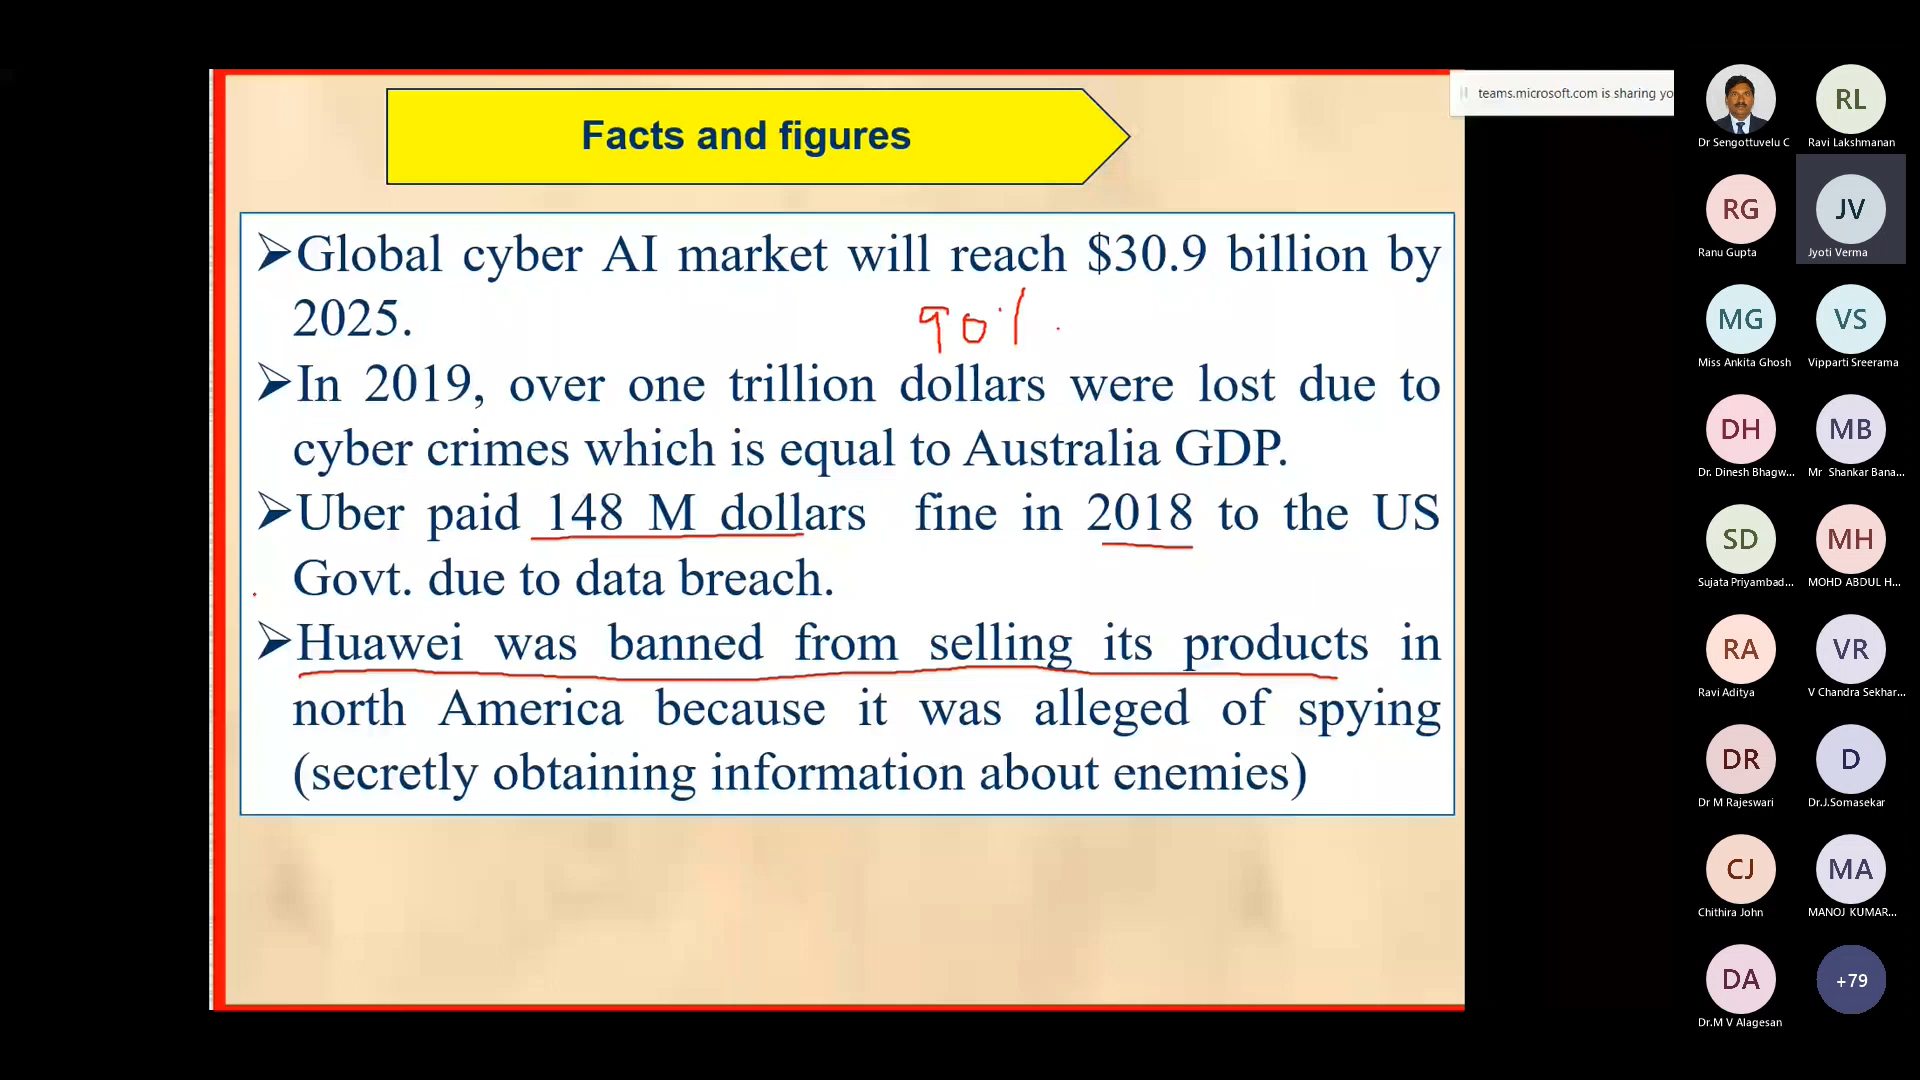 Facts and figures
teams.microsoft.com is sharing yo
➢Global cyber AI market will reach $30.9 billion by
2025.
90%
➢In 2019, over one trillion dollars were lost due to
cyber crimes which is equal to Australia GDP.
➢Uber paid 148 M dollars fine in 2018 to the US
Govt. due to data breach.
➢Huawei was banned from selling its products in
north America because it was alleged of spying
(secretly obtaining information about enemies)
RL
Dr Sengottuvelu C
Ravi Lakshmanan
RG
JV
Ranu Gupta
Jyoti Verma
MG
VS
Miss Ankita Ghosh
Vipparti Sreerama
DH
MB
Dr. Dinesh Bhagw...
Mr Shankar Bana...
SD
MH
Sujata Priyambad...
MOHD ABDUL H...
RA
VR
Ravi Aditya
V Chandra Sekhar...
DR
D
Dr M Rajeswari
Dr.J.Somasekar
CJ
MA
Chithira John
MANOJ KUMAR...
DA
+79
Dr.M V Alagesan